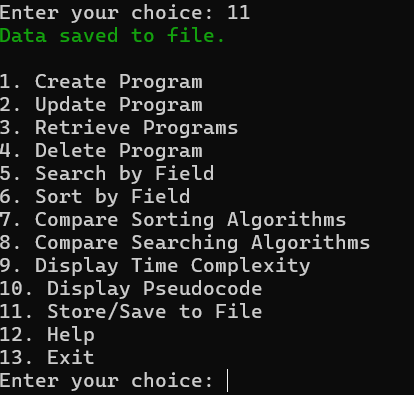 Enter your choice: 11
Data saved to file.
1. Create Program
2. Update Program
3. Retrieve Programs
4. Delete Program
5. Search by Field
6. Sort by Field
7. Compare Sorting Algorithms
8. Compare Searching Algorithms
9. Display Time Complexity
10. Display Pseudocode
11. Store/Save to File
12. Help
13. Exit
Enter your choice: